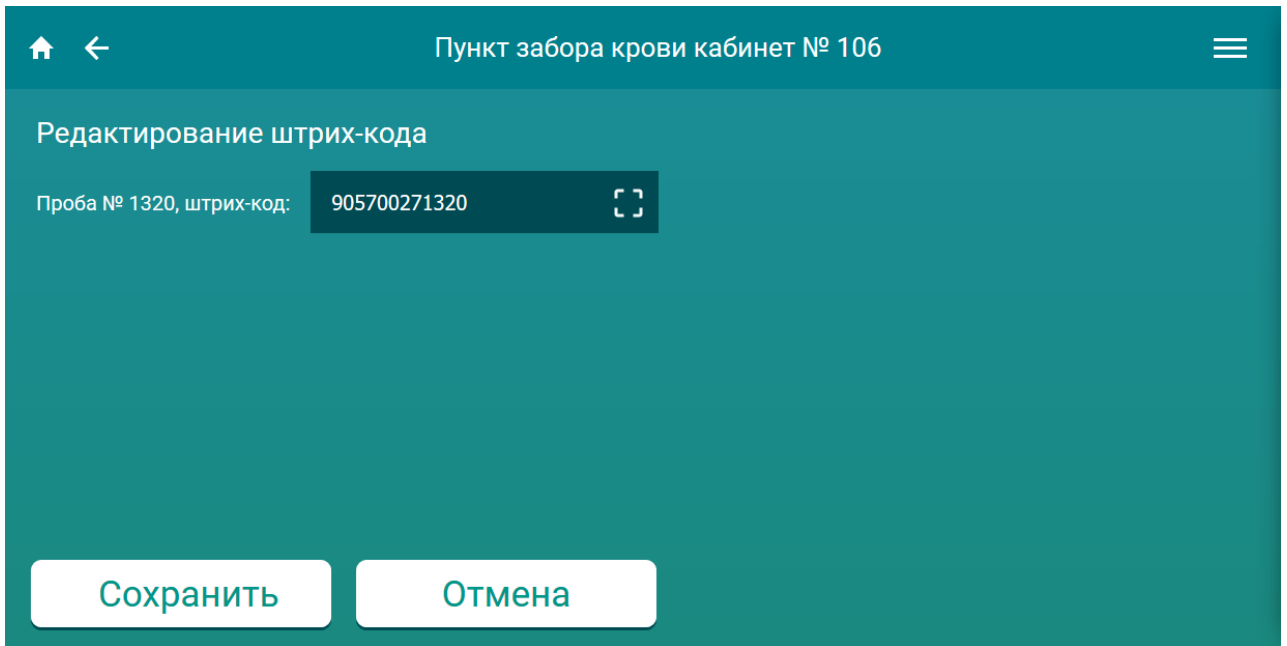 Пункт забора крови кабинет № 106
Редактирование штрих-кода
Проба № 1320, штрих-код: 905700271320
Сохранить Отмена